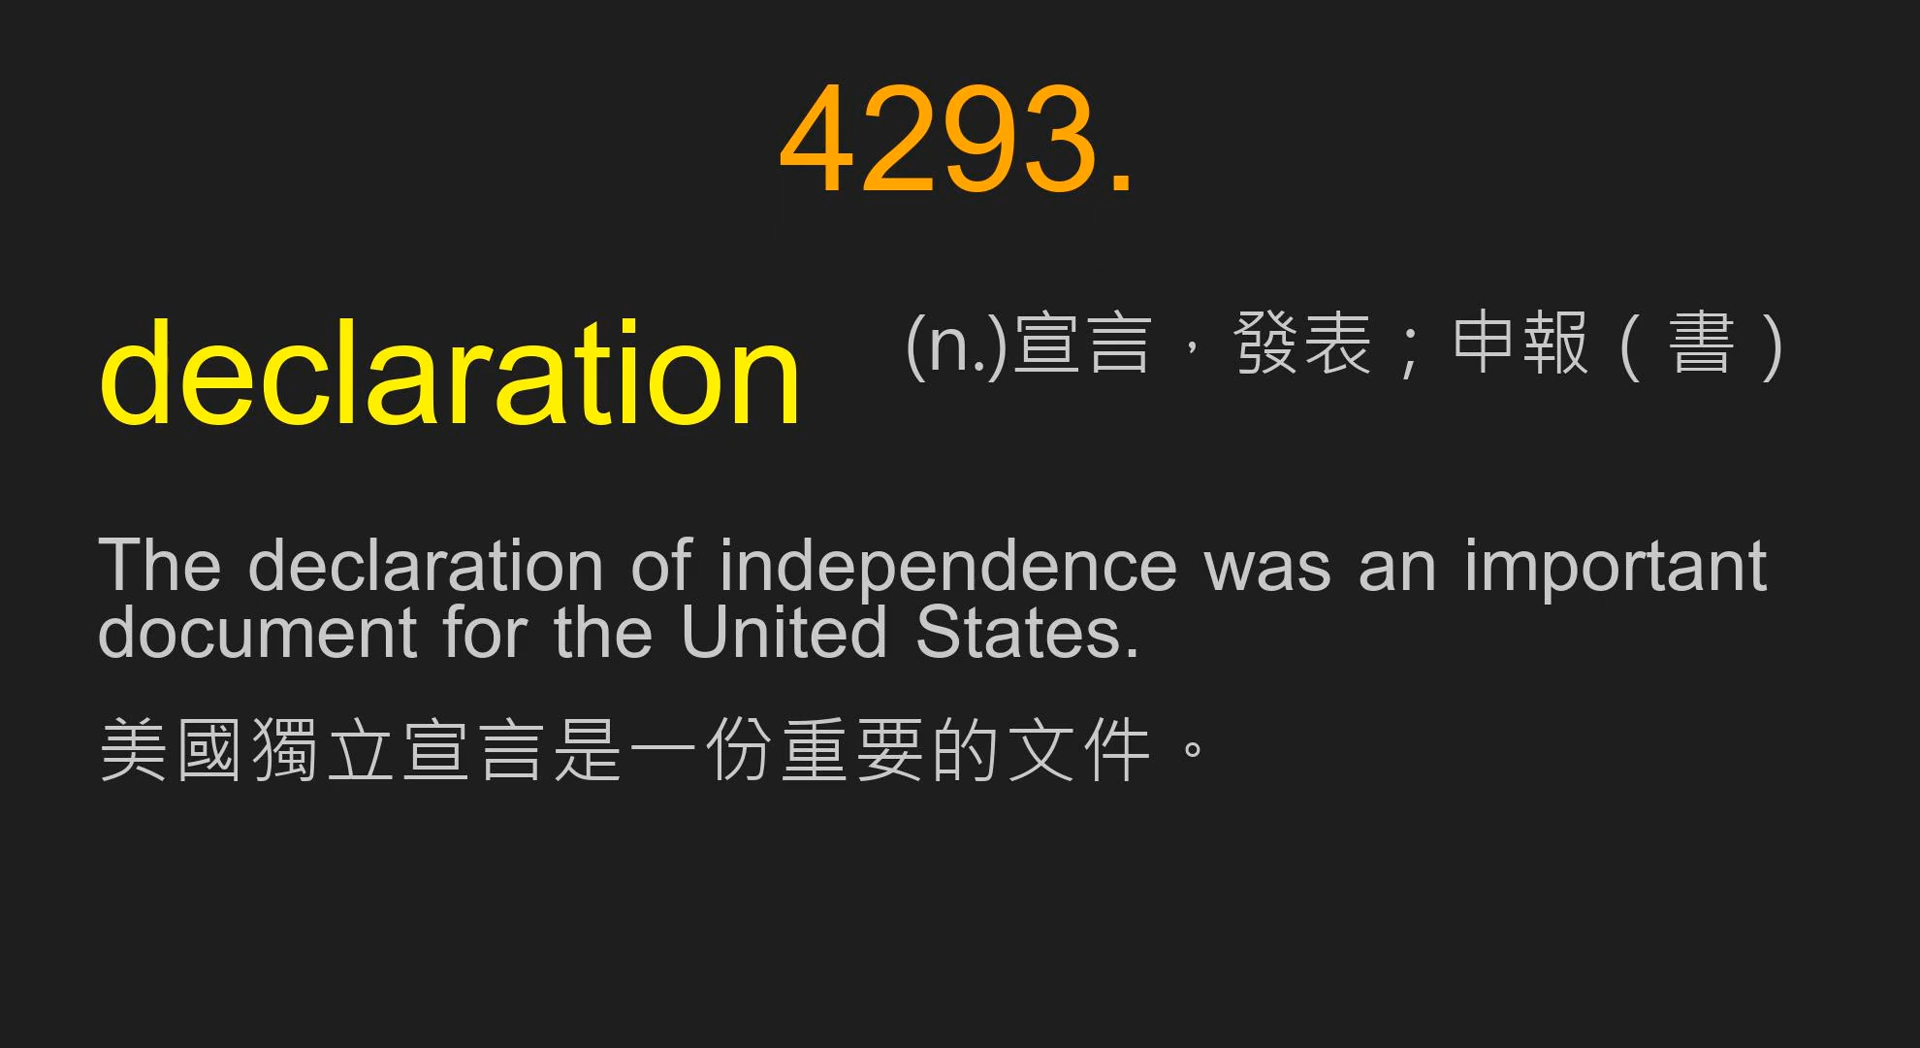 4293.
declaration (n.)宣言，發表；申報（書）
The declaration of independence was an important
document for the United States.
美國獨立宣言是一份重要的文件。